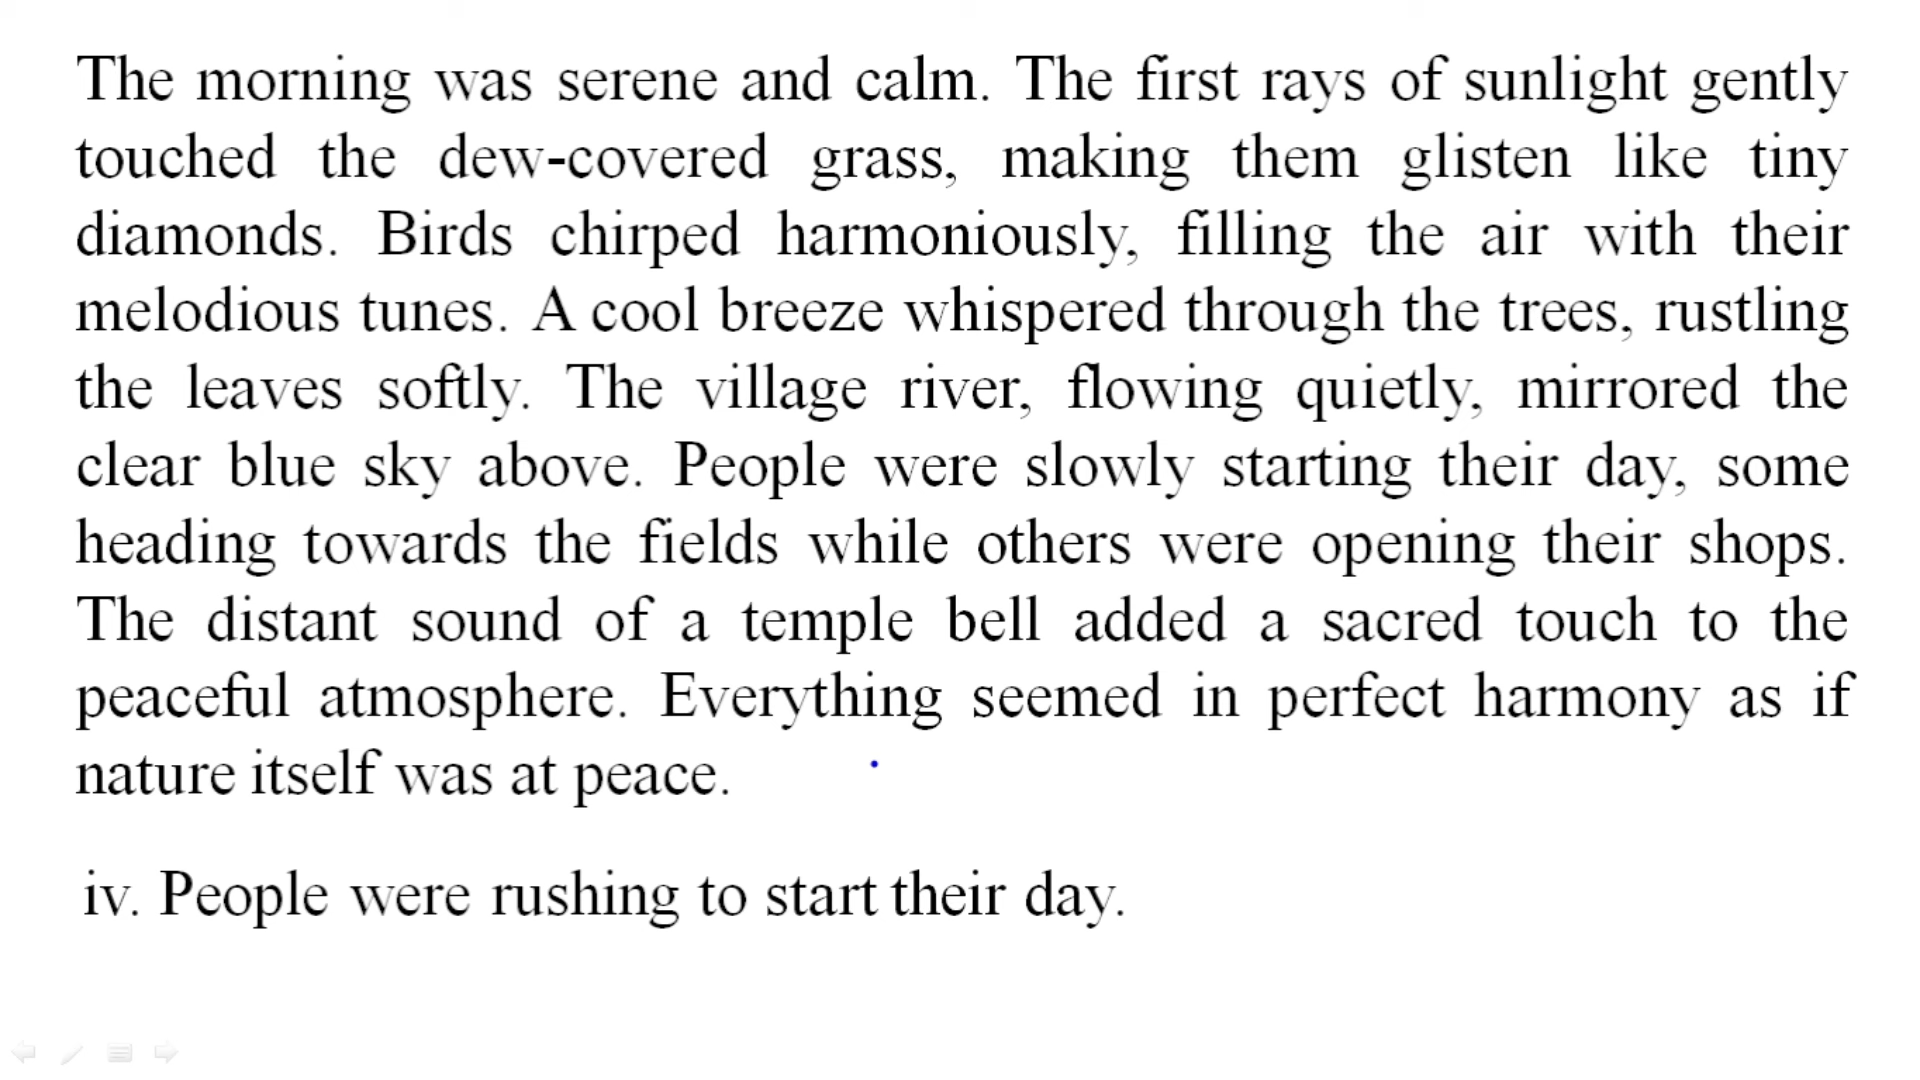 The morning was serene and calm. The first rays of sunlight gently
touched the dew-covered grass, making them glisten like tiny
diamonds. Birds chirped harmoniously, filling the air with their
melodious tunes. A cool breeze whispered through the trees, rustling
the leaves softly. The village river, flowing quietly, mirrored the
clear blue sky above. People were slowly starting their day, some
heading towards the fields while others were opening their shops.
The distant sound of a temple bell added a sacred touch to the
peaceful atmosphere. Everything seemed in perfect harmony as if
nature itself was at peace.
iv. People were rushing to start their day.